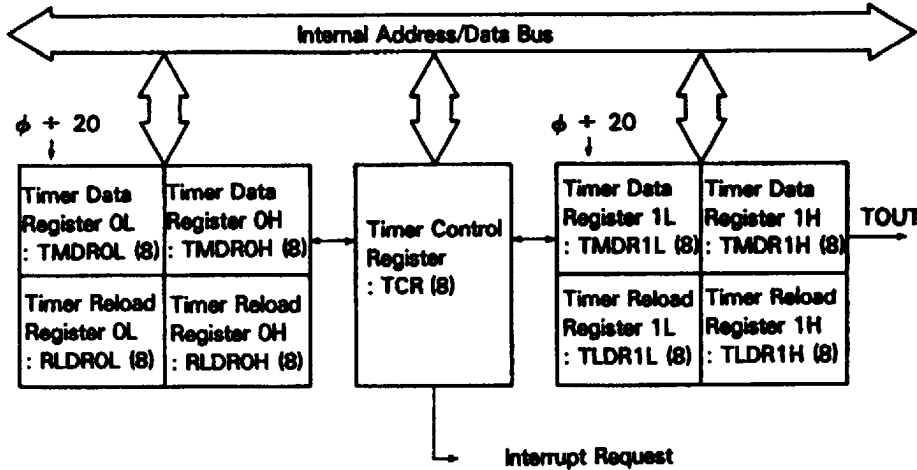 Internal Address/Data Bus
ϕ ÷ 20
ϕ ÷ 20
Timer Data
Register 0L
: TMDR0L (8)
Timer Data
Register 0H
: TMDR0H (8)
Timer Reload
Register 0L
: RLDR0L (8)
Timer Reload
Register 0H
: RLDR0H (8)
Timer Control
Register
: TCR (8)
Timer Data
Register 1L
: TMDR1L (8)
Timer Data
Register 1H
: TMDR1H (8)
Timer Reload
Register 1L
: TLDR1L (8)
Timer Reload
Register 1H
: TLDR1H (8)
TOUT
Interrupt Request